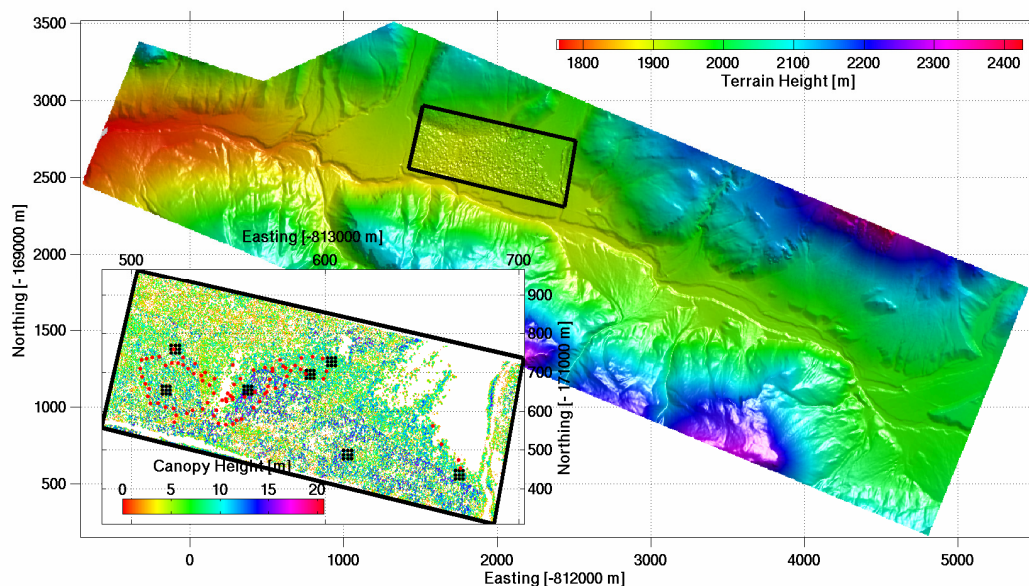 3500
3000
2500
2000
1500
1000
500
Northing [- 169000 m]
1800 1900 2000 2100 2200 2300 2400
Terrain Height [m]
Easting [-813000 m]
500 600 700
900
800
700
600
500
400
Northing [- 171000 m]
Canopy Height [m]
0 5 10 15 20
0 1000 2000 3000 4000 5000
Easting [-812000 m]